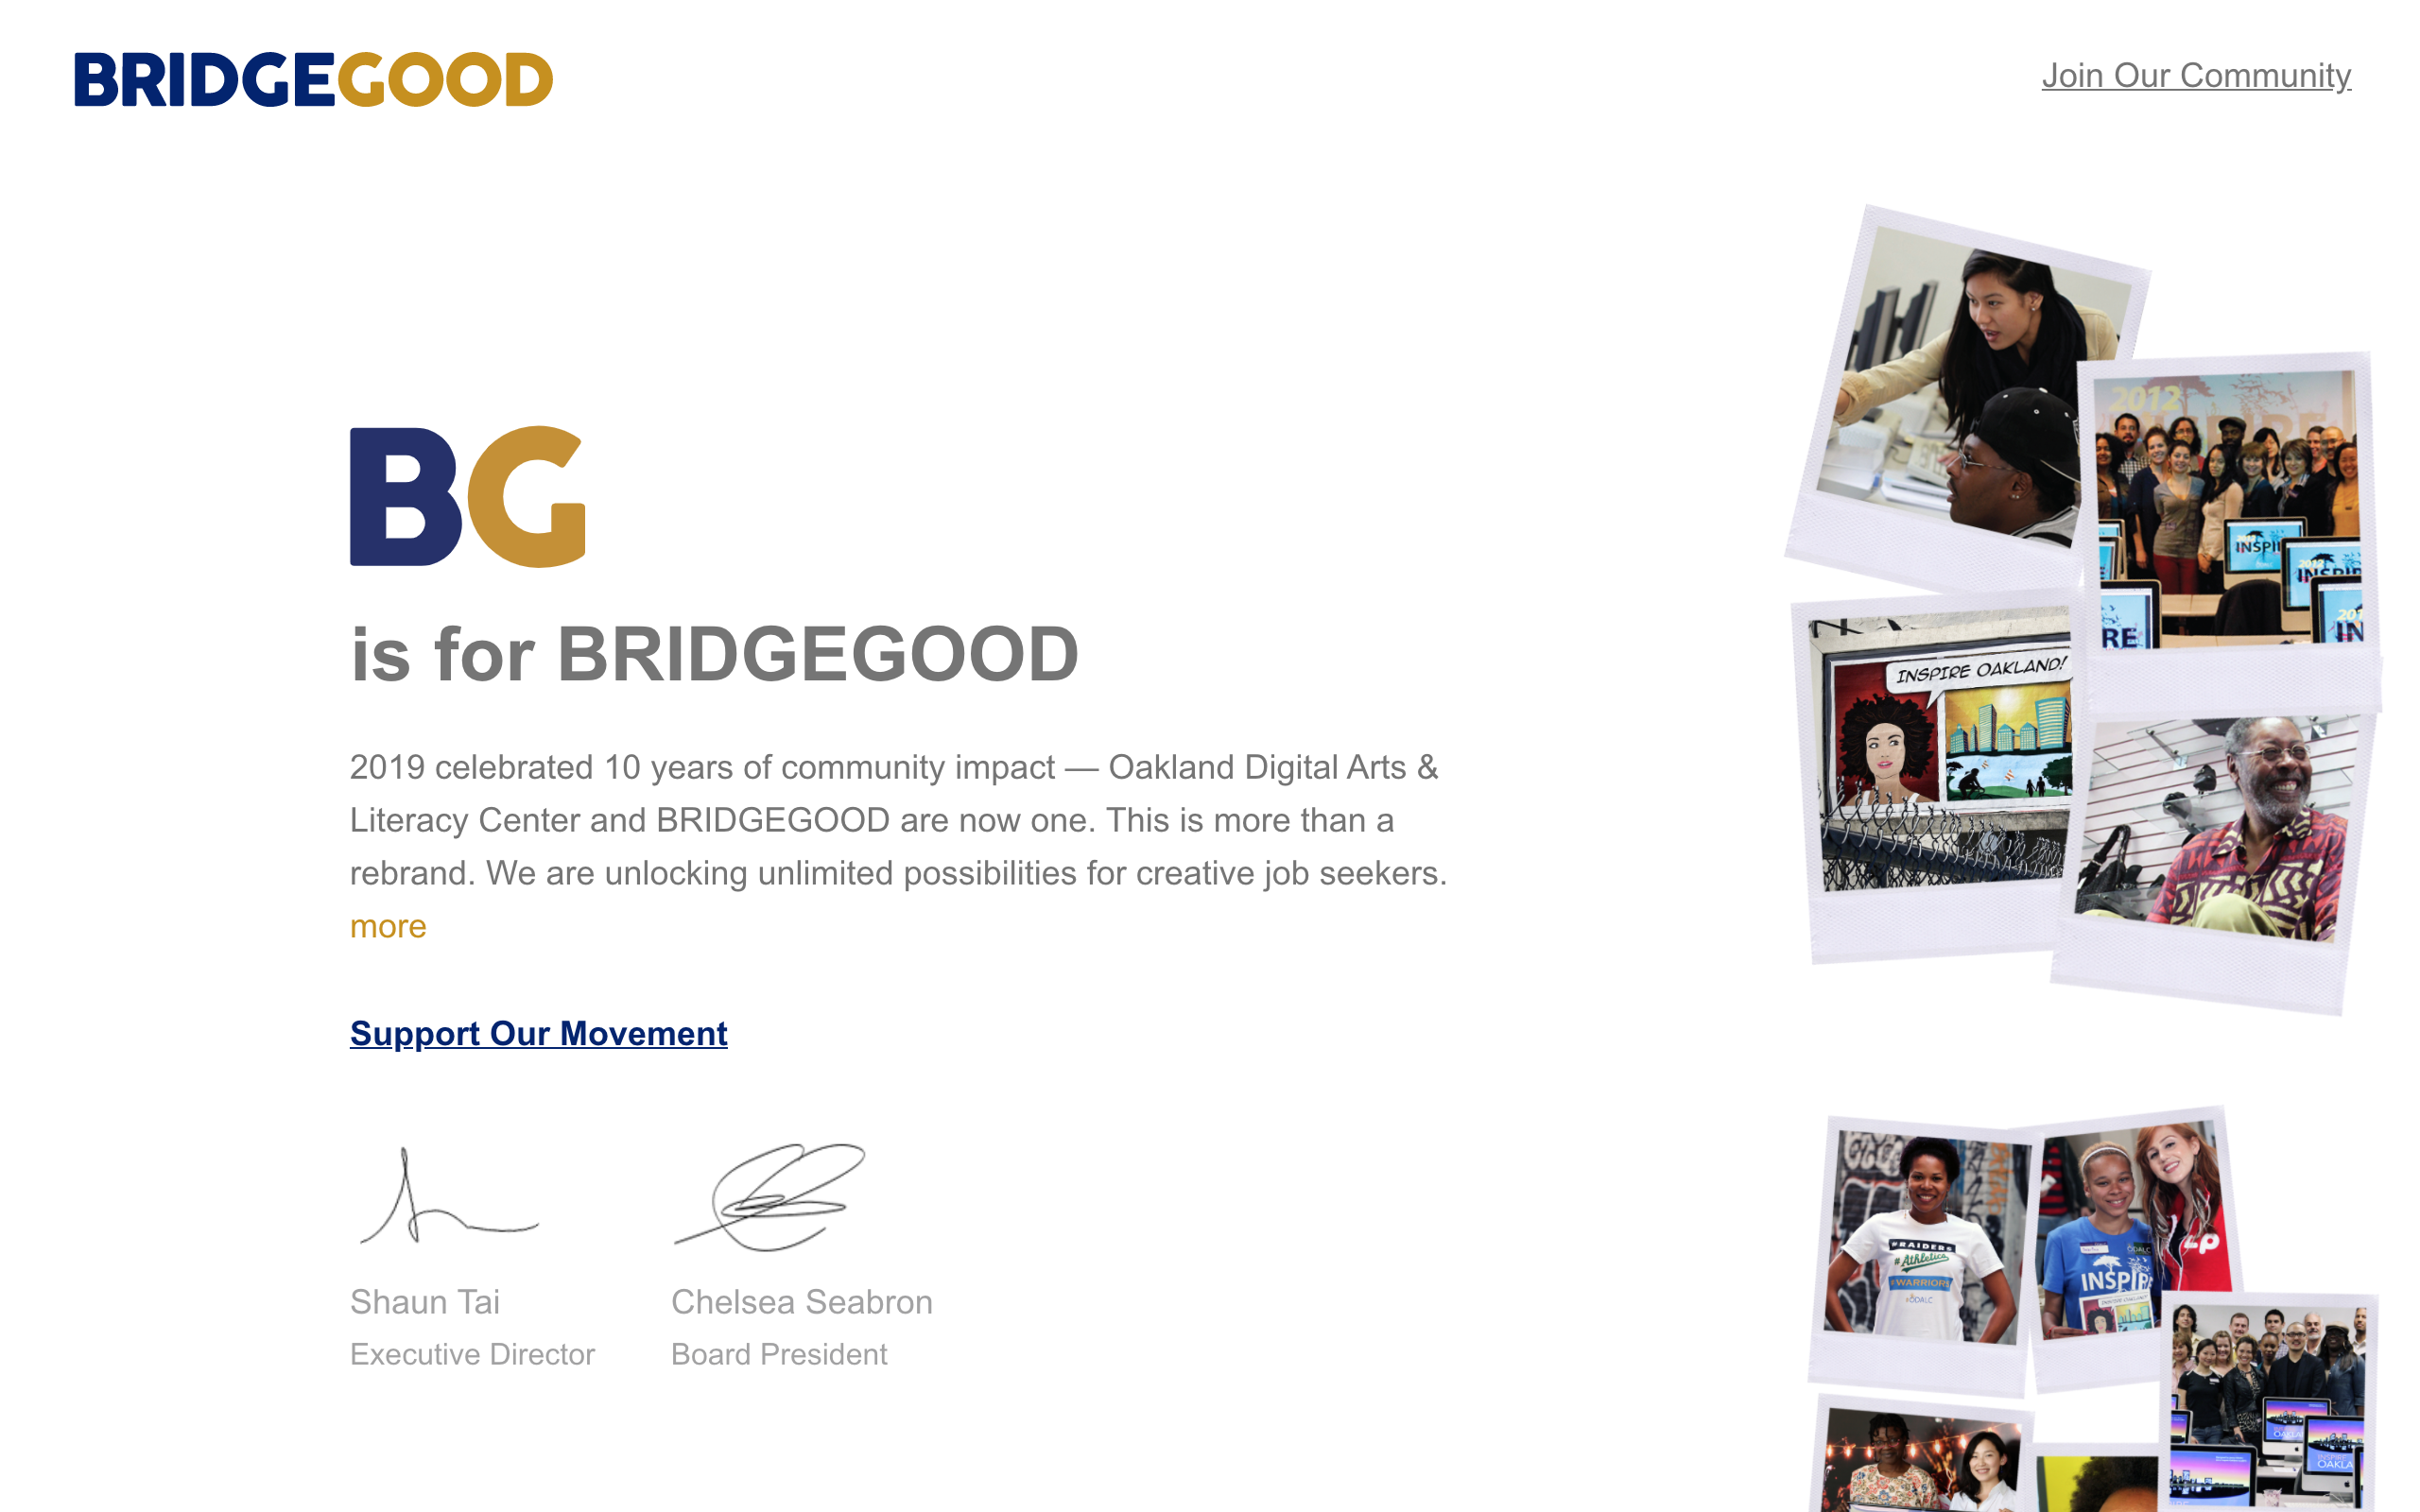 BRIDGEGOOD
Join Our Community
BG
is for BRIDGEGOOD
2019 celebrated 10 years of community impact — Oakland Digital Arts &
Literacy Center and BRIDGEGOOD are now one. This is more than a
rebrand. We are unlocking unlimited possibilities for creative job seekers.
more
Support Our Movement
Shaun Tai
Executive Director
Chelsea Seabron
Board President
2012
INSPIRE OAKLAND!
#RAIDERS
#Athletics
#WARRIORS
#ODALC
ODALC
INSPIRE